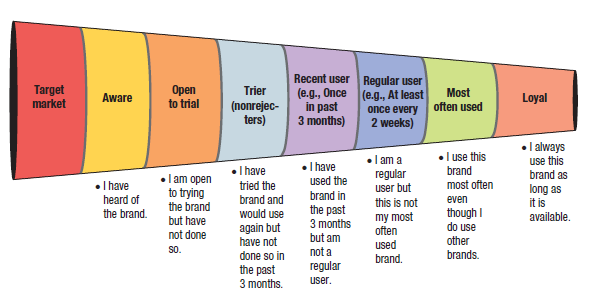 Target
market
Aware
Open
to trial
Trier
(nonrejec-
ters)
Recent user
(e.g., Once
in past
3 months)
Regular user
(e.g., At least
once every
2 weeks)
Most
often used
Loyal
• I have
heard of
the brand.
• I am open
to trying
the brand
but have
not done
so.
• I have
tried the
brand and
would use
again but
have not
done so in
the past
3 months.
• I have
used the
brand in
the past
3 months
but am
not a
regular
user.
• I am a
regular
user but
this is not
my most
often
used
brand.
• I use this
brand
most often
even
though I
do use
other
brands.
• I always
use this
brand as
long as
it is
available.